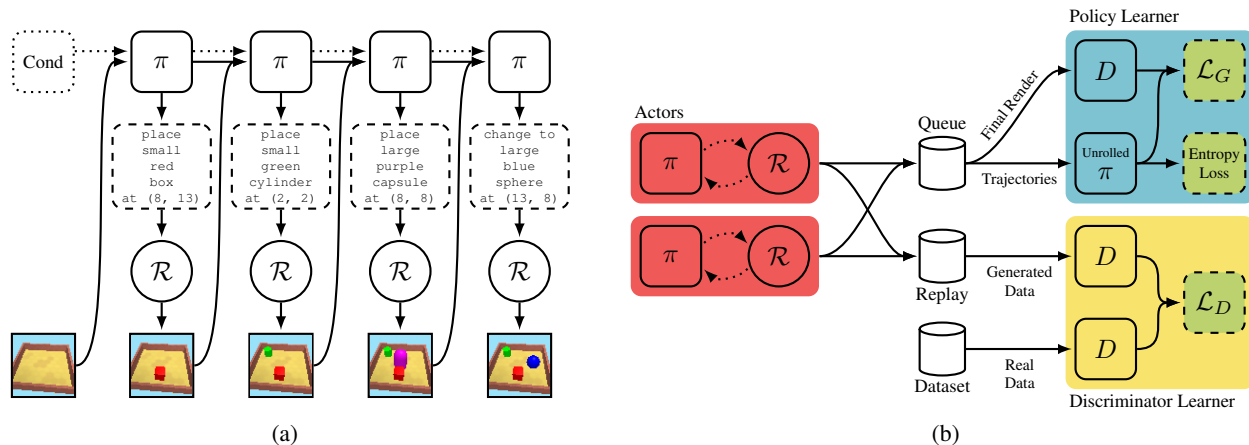 Cond
π
π
π
π
place
small
red
box
at (8, 13)
place
small
green
cylinder
at (2, 2)
place
large
purple
capsule
at (8, 8)
change to
large
blue
sphere
at (13, 8)
R
R
R
R
(a)
Policy Learner
Actors
π
R
π
R
Queue
Final Render
Trajectories
D
ℒG
Unrolled
π
Entropy
Loss
Replay
Generated
Data
D
Dataset
Real
Data
D
ℒD
Discriminator Learner
(b)